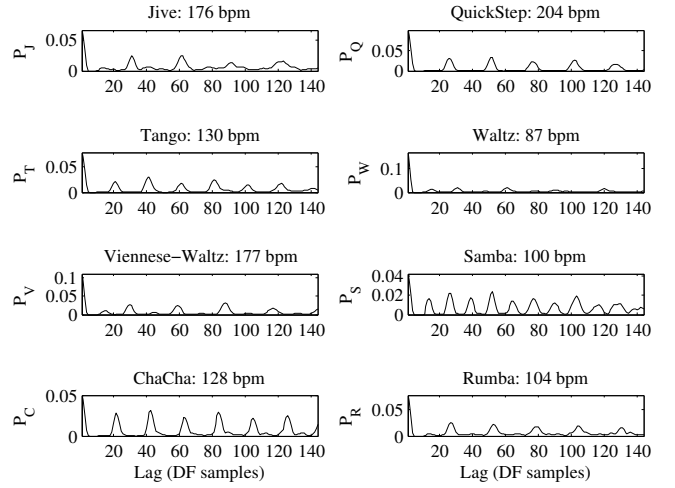 Jive: 176 bpm
0.05
0
P_J
20 40 60 80 100 120 140
QuickStep: 204 bpm
0.05
0
P_Q
20 40 60 80 100 120 140
Tango: 130 bpm
0.05
0
P_T
20 40 60 80 100 120 140
Waltz: 87 bpm
0.1
0
P_W
20 40 60 80 100 120 140
Viennese−Waltz: 177 bpm
0.1
0.05
0
P_V
20 40 60 80 100 120 140
Samba: 100 bpm
0.04
0.02
0
P_S
20 40 60 80 100 120 140
ChaCha: 128 bpm
0.05
0
P_C
20 40 60 80 100 120 140
Lag (DF samples)
Rumba: 104 bpm
0.05
0
P_R
20 40 60 80 100 120 140
Lag (DF samples)